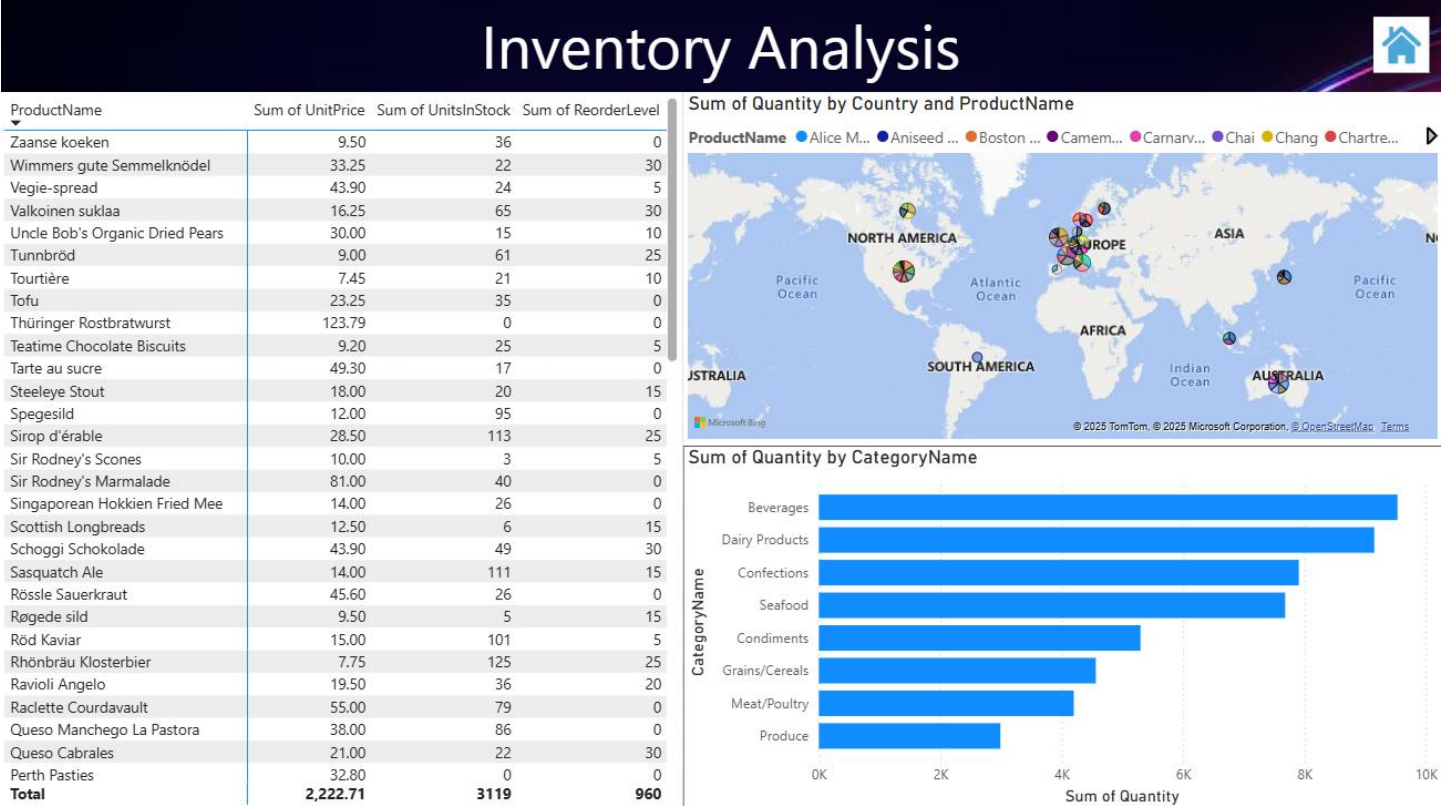 Inventory Analysis
ProductName Sum of UnitPrice Sum of UnitsInStock Sum of ReorderLevel
Zaanse koeken 9.50 36 0
Wimmers gute Semmelknödel 33.25 22 30
Vegie-spread 43.90 24 5
Valkoinen suklaa 16.25 65 30
Uncle Bob's Organic Dried Pears 30.00 15 10
Tunnbröd 9.00 61 25
Tourtière 7.45 21 10
Tofu 23.25 35 0
Thüringer Rostbratwurst 123.79 0 0
Teatime Chocolate Biscuits 9.20 25 5
Tarte au sucre 49.30 17 0
Steeleye Stout 18.00 20 15
Spegesild 12.00 95 0
Sirop d'érable 28.50 113 25
Sir Rodney's Scones 10.00 3 5
Sir Rodney's Marmalade 81.00 40 0
Singaporean Hokkien Fried Mee 14.00 26 0
Scottish Longbreads 12.50 6 15
Schoggi Schokolade 43.90 49 30
Sasquatch Ale 14.00 111 15
Rössle Sauerkraut 45.60 26 0
Røgede sild 9.50 5 15
Röd Kaviar 15.00 101 5
Rhönbräu Klosterbier 7.75 125 25
Ravioli Angelo 19.50 36 20
Raclette Courdavault 55.00 79 0
Queso Manchego La Pastora 38.00 86 0
Queso Cabrales 21.00 22 30
Perth Pasties 32.80 0 0
Total 2,222.71 3119 960
Sum of Quantity by Country and ProductName
ProductName Alice M... Aniseed ... Boston ... Camem... Carnarv... Chai Chang Chartre...
NORTH AMERICA
ASIA
Pacific
Ocean
Atlantic
Ocean
Pacific
Ocean
AFRICA
SOUTH AMERICA
Indian
Ocean
Microsoft Bing
© 2025 TomTom, © 2025 Microsoft Corporation, © OpenStreetMap Terms
Sum of Quantity by CategoryName
CategoryName
Beverages
Dairy Products
Confections
Seafood
Condiments
Grains/Cereals
Meat/Poultry
Produce
0K 2K 4K 6K 8K 10K
Sum of Quantity